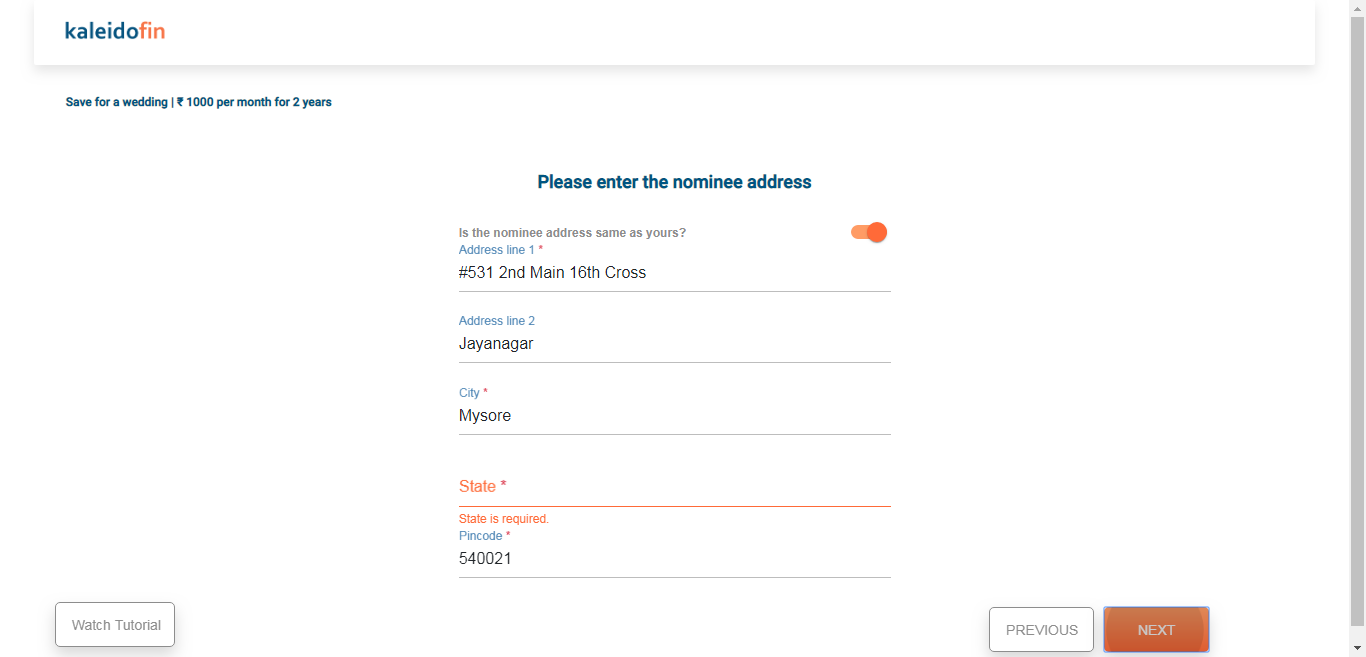 kaleidofin
Save for a wedding | ₹ 1000 per month for 2 years
Please enter the nominee address
Is the nominee address same as yours?
Address line 1 *
#531 2nd Main 16th Cross
Address line 2
Jayanagar
City *
Mysore
State *
State is required.
Pincode *
540021
Watch Tutorial
PREVIOUS
NEXT